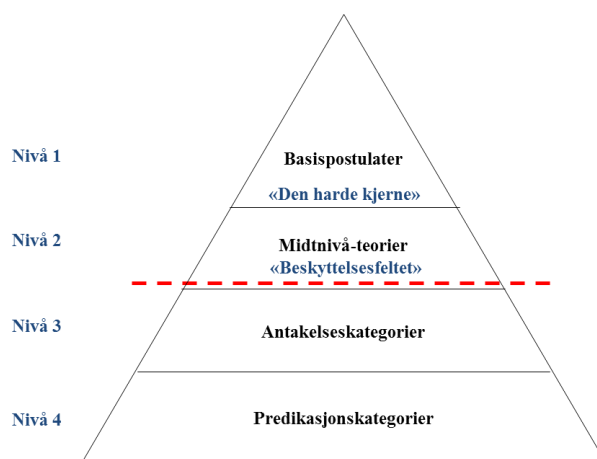 Nivå 1
Basispostulater
«Den harde kjerne»
Nivå 2
Midtnivå-teorier
«Beskyttelsesfeltet»
Nivå 3
Antakelseskategorier
Nivå 4
Predikasjonskategorier